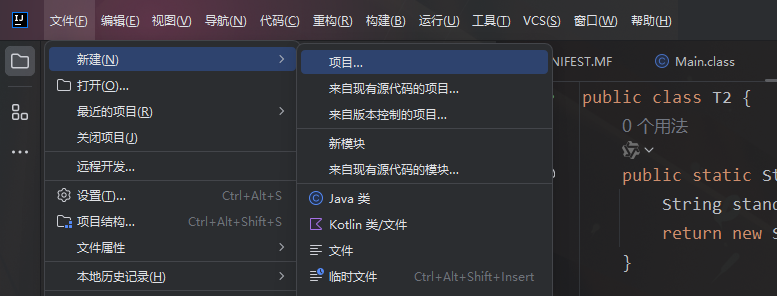 IJ
文件(F) 编辑(E) 视图(V) 导航(N) 代码(C) 重构(R) 构建(B) 运行(U) 工具(T) VCS(S) 窗口(W) 帮助(H)
新建(N)
打开(O)...
最近的项目(R)
关闭项目(J)
远程开发...
设置(T)... Ctrl+Alt+S
项目结构... Ctrl+Alt+Shift+S
文件属性
本地历史记录(H)
项目...
来自现有源代码的项目...
来自版本控制的项目...
新模块
来自现有源代码的模块...
Java 类
Kotlin 类/文件
文件
临时文件 Ctrl+Alt+Shift+Insert
NIFEST.MF Main.class
public class T2 {
0 个用法
public static St
String stand
return new S
}